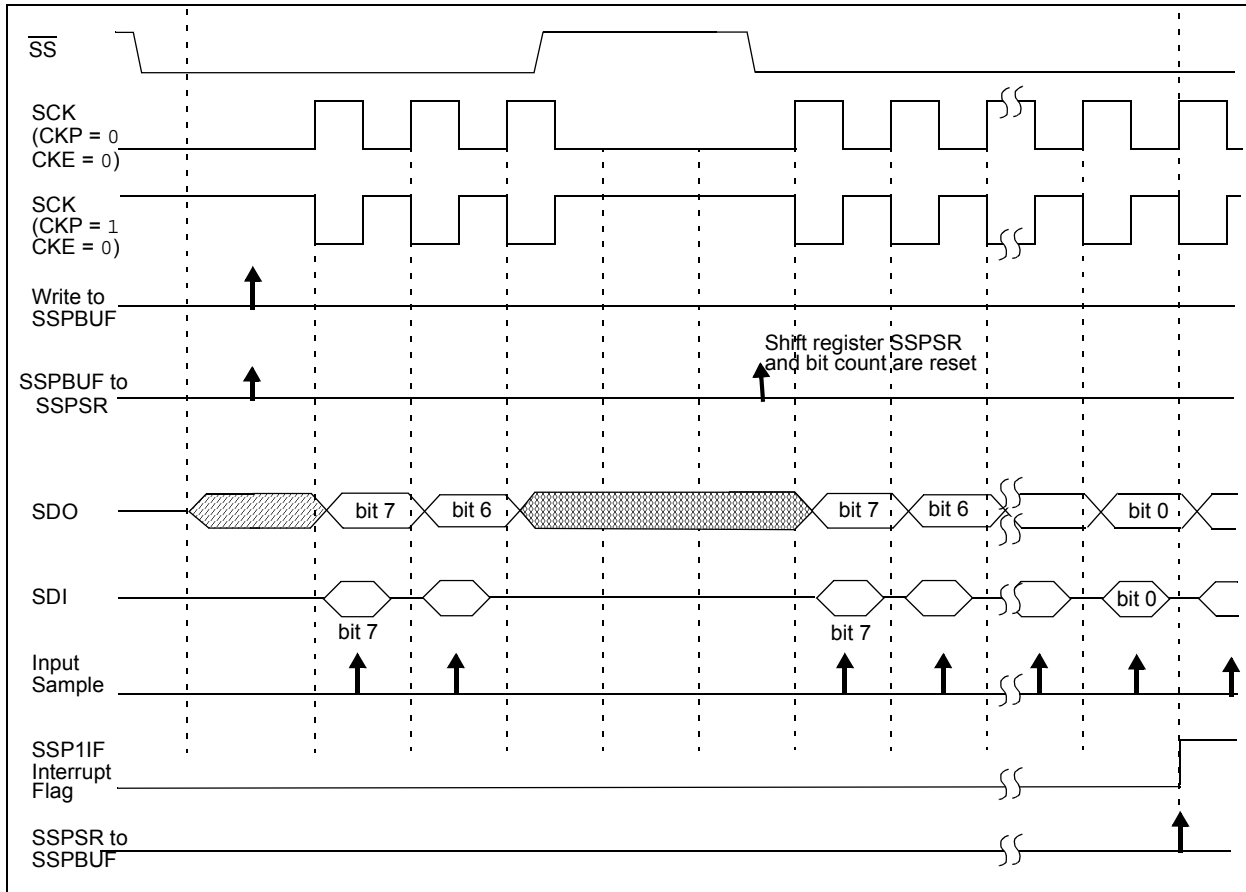 SS
SCK
(CKP = 0
CKE = 0)
SCK
(CKP = 1
CKE = 0)
Write to
SSPBUF
Shift register SSPSR
and bit count are reset
SSPBUF to
SSPSR
SDO
bit 7
bit 6
bit 7
bit 6
bit 0
SDI
bit 0
bit 7
bit 7
Input
Sample
SSP1IF
Interrupt
Flag
SSPSR to
SSPBUF